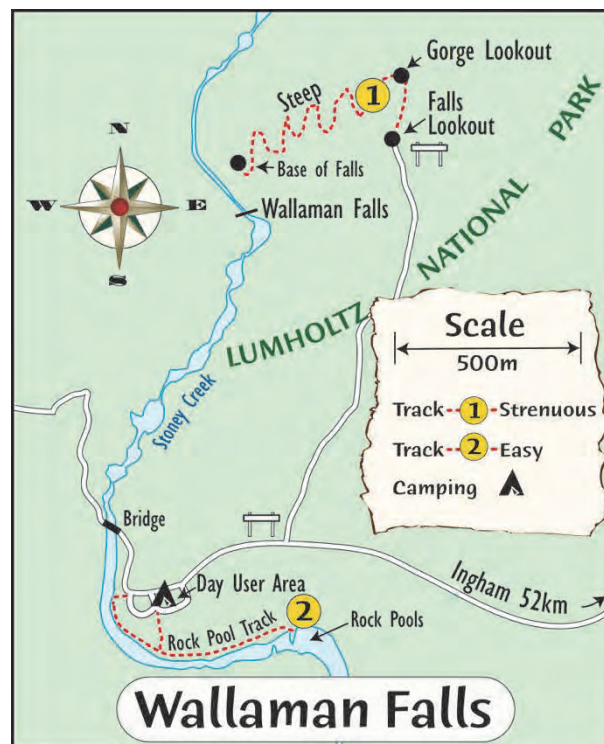 Gorge Lookout
Steep
1
Falls
Lookout
PARK
N
W
E
S
Base of Falls
Wallaman Falls
NATIONAL
LUMHOLTZ
Stoney Creek
Scale
500m
Track 1 Strenuous
Track 2 Easy
Camping
Bridge
Day User Area
Ingham 52km
2
Rock Pool Track
Rock Pools
Wallaman Falls